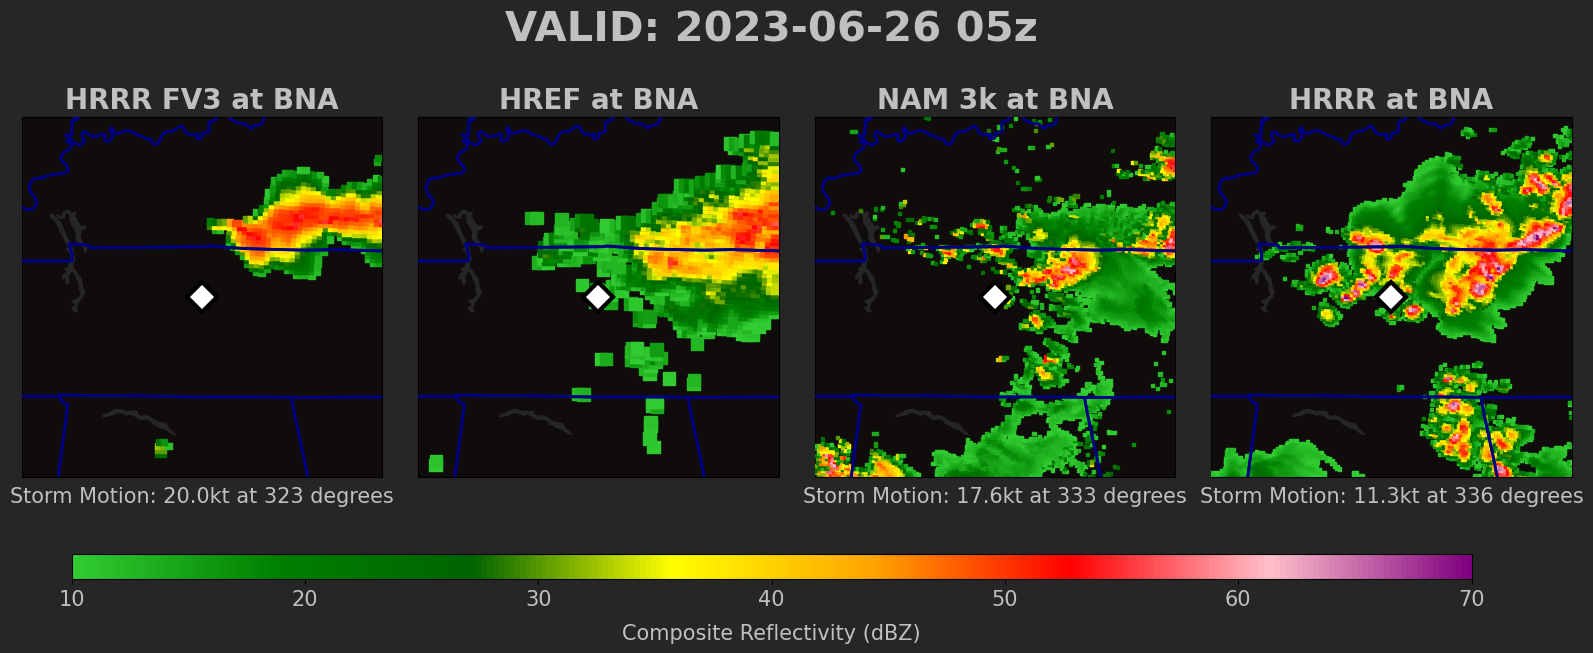 VALID: 2023-06-26 05z
HRRR FV3 at BNA
HREF at BNA
NAM 3k at BNA
HRRR at BNA
Storm Motion: 20.0kt at 323 degrees
Storm Motion: 17.6kt at 333 degrees
Storm Motion: 11.3kt at 336 degrees
10 20 30 40 50 60 70
Composite Reflectivity (dBZ)